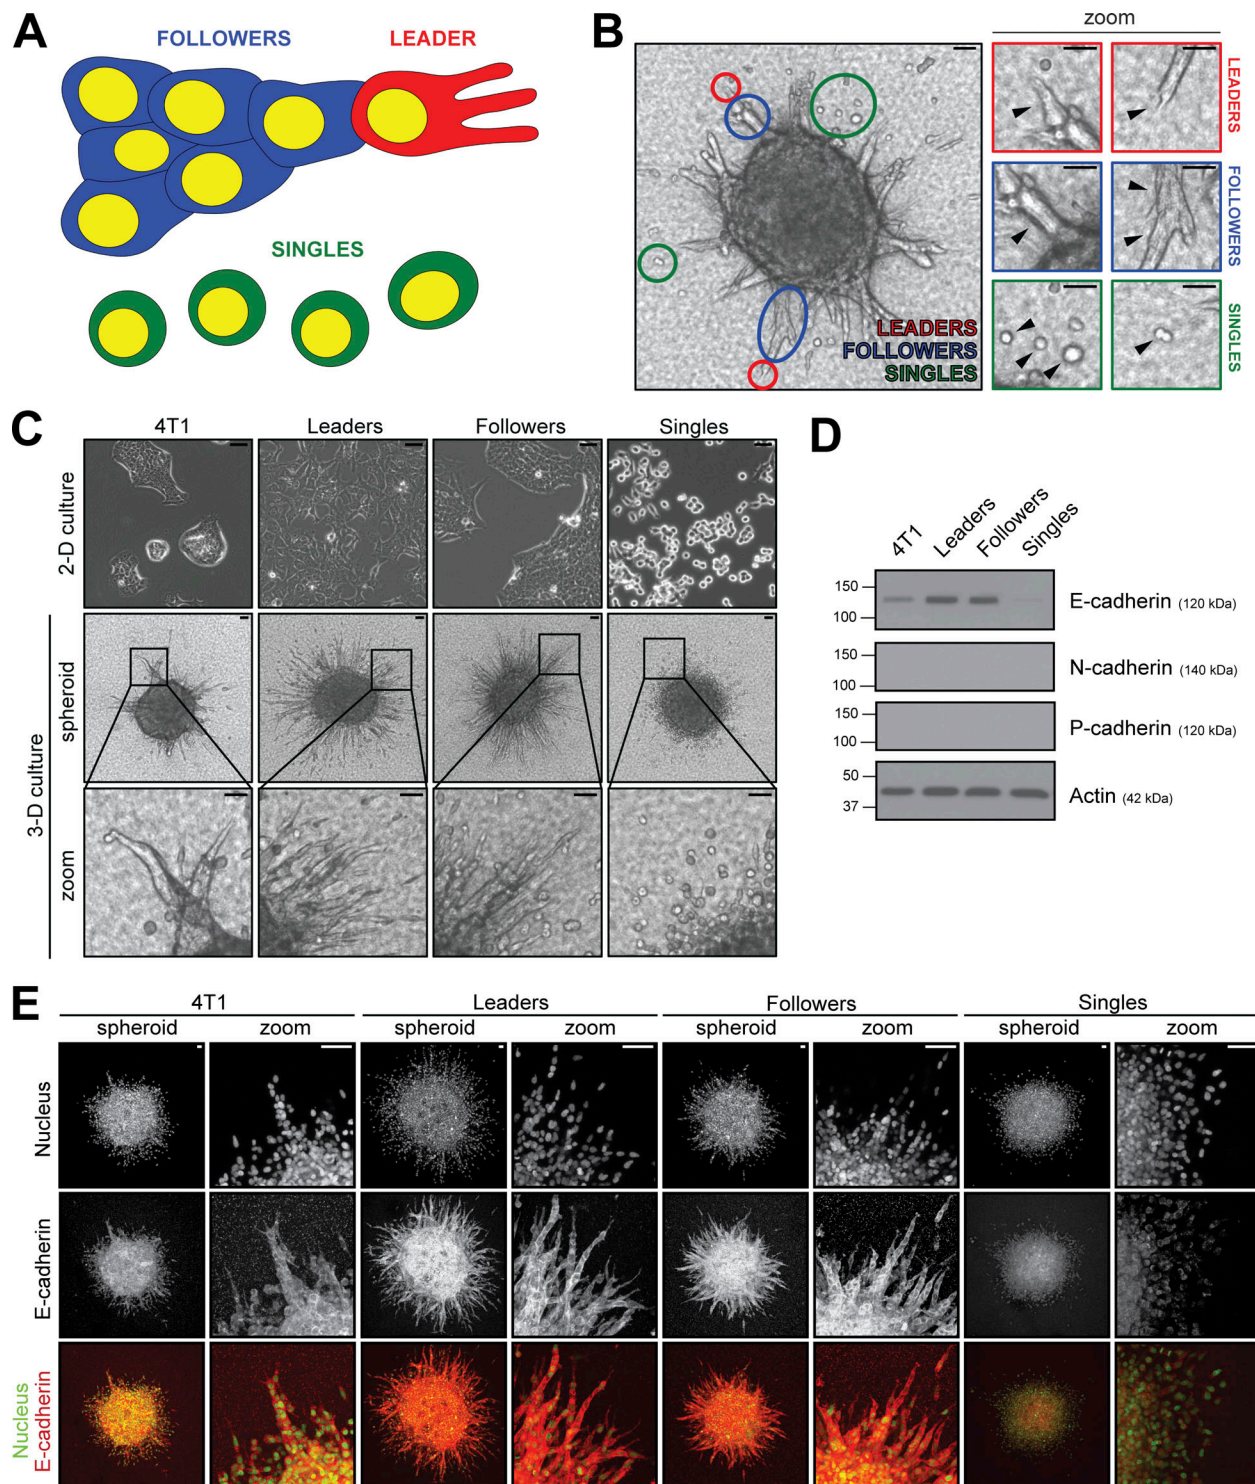 A
FOLLOWERS
LEADER
SINGLES
B
zoom
LEADERS
FOLLOWERS
SINGLES
LEADERS
FOLLOWERS
SINGLES
C
4T1
Leaders
Followers
Singles
2-D culture
3-D culture
spheroid
zoom
D
4T1
Leaders
Followers
Singles
150
100
E-cadherin (120 kDa)
150
100
N-cadherin (140 kDa)
150
100
P-cadherin (120 kDa)
50
37
Actin (42 kDa)
E
4T1
Leaders
Followers
Singles
spheroid
zoom
spheroid
zoom
spheroid
zoom
spheroid
zoom
Nucleus
E-cadherin
Nucleus
E-cadherin